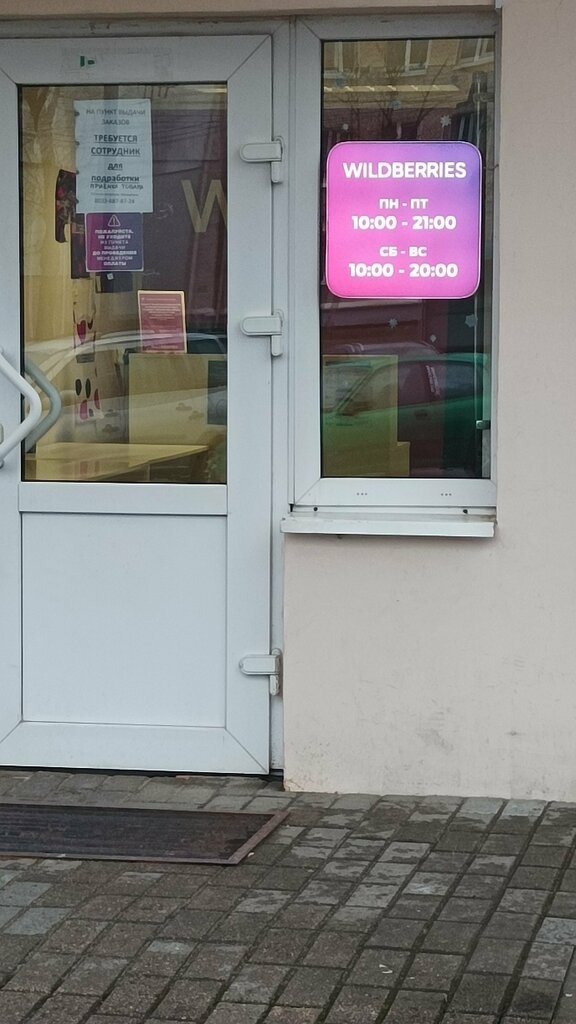 НА ПУНКТ ВЫДАЧИ
ЗАКАЗОВ
ТРЕБУЕТСЯ
СОТРУДНИК
для
подработки
ПОЖАЛУЙСТА,
НЕ УХОДИТЕ
ИЗ ПУНКТА
ВЫДАЧИ
ДО ПРОВЕДЕНИЯ
МЕНЕДЖЕРОМ
ОПЛАТЫ
W
WILDBERRIES
ПН - ПТ
10:00 - 21:00
СБ - ВС
10:00 - 20:00